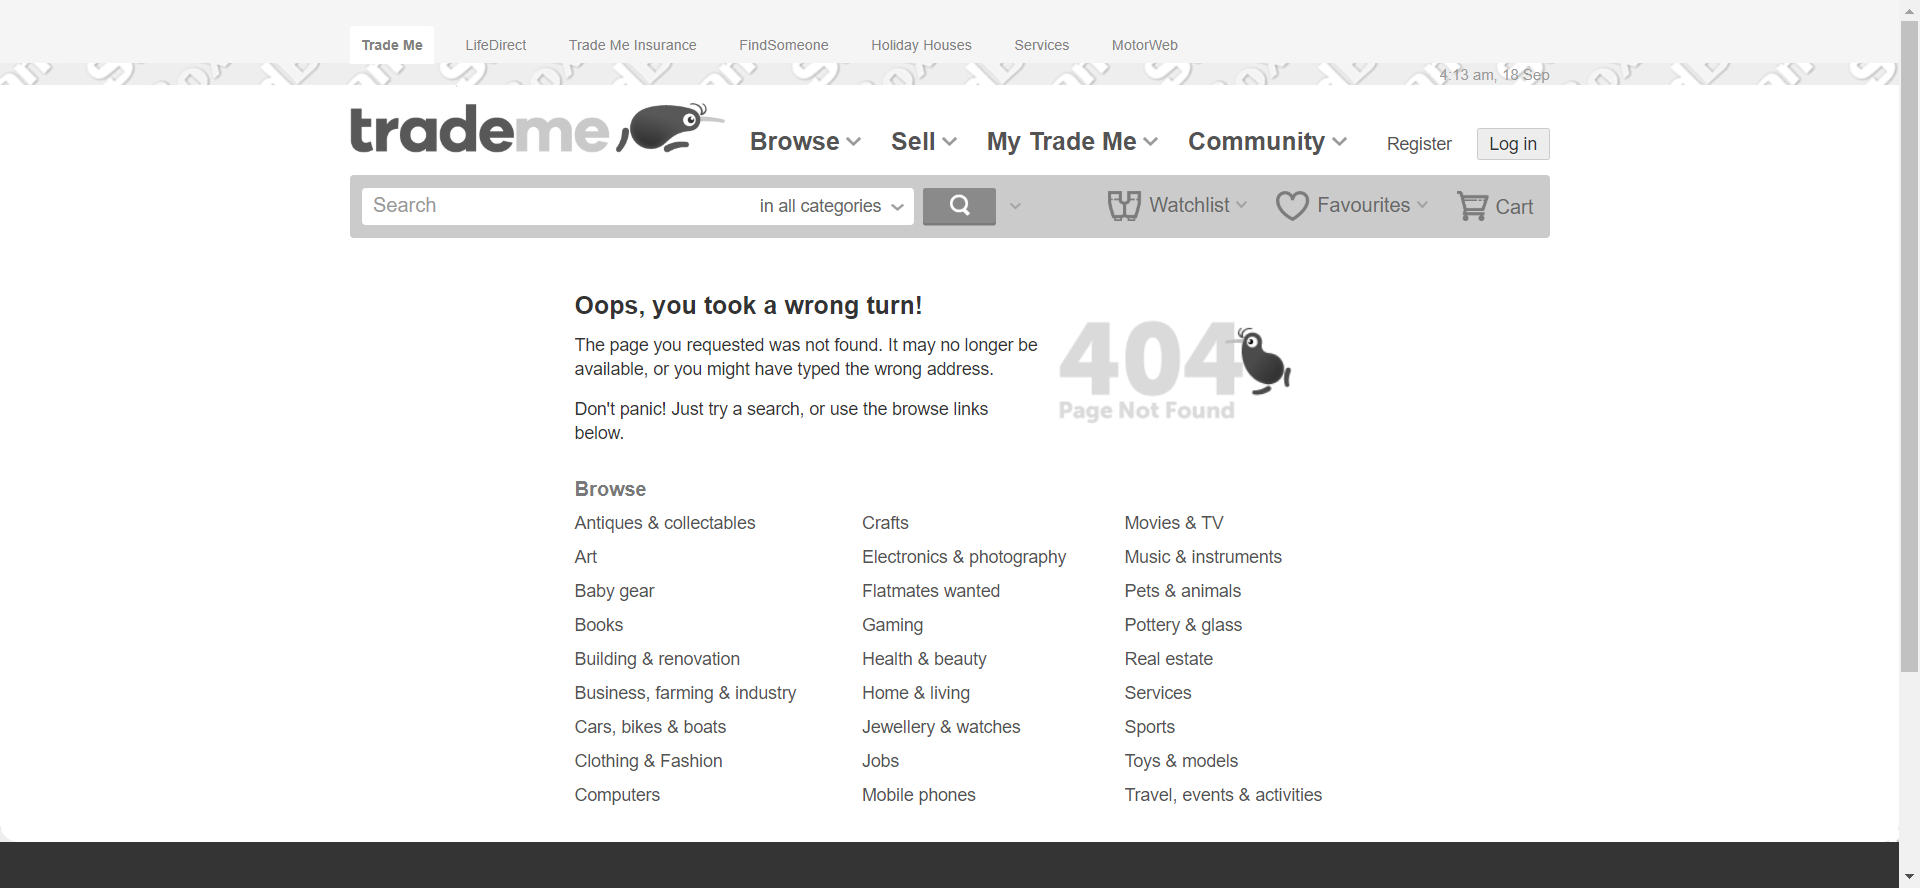 Trade Me LifeDirect Trade Me Insurance FindSomeone Holiday Houses Services MotorWeb
4:13 am, 18 Sep
trademe
Browse Sell My Trade Me Community Register Log in
Search in all categories Watchlist Favourites Cart
Oops, you took a wrong turn!
The page you requested was not found. It may no longer be
available, or you might have typed the wrong address.
Don't panic! Just try a search, or use the browse links
below.
404
Page Not Found
Browse
Antiques & collectables
Art
Baby gear
Books
Building & renovation
Business, farming & industry
Cars, bikes & boats
Clothing & Fashion
Computers
Crafts
Electronics & photography
Flatmates wanted
Gaming
Health & beauty
Home & living
Jewellery & watches
Jobs
Mobile phones
Movies & TV
Music & instruments
Pets & animals
Pottery & glass
Real estate
Services
Sports
Toys & models
Travel, events & activities